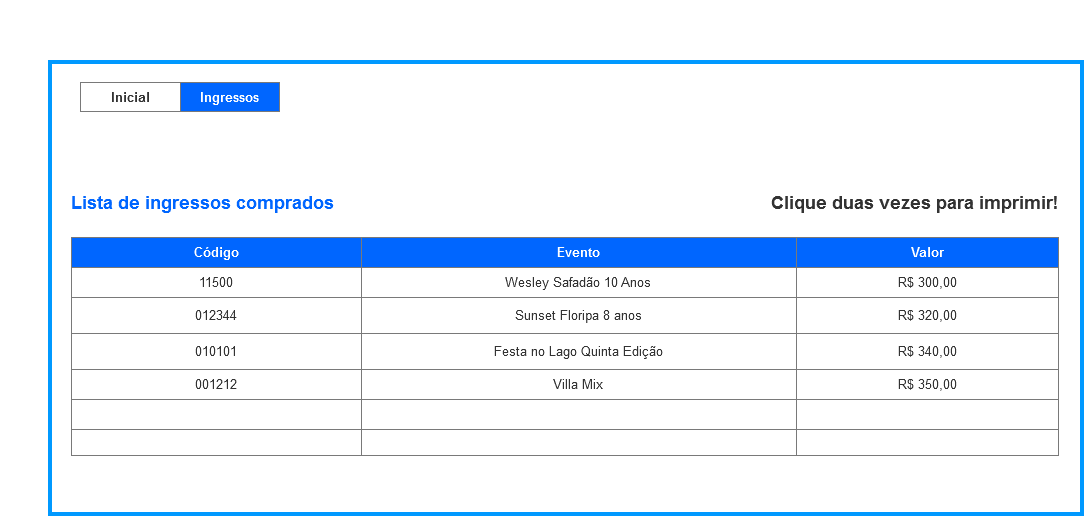 Inicial Ingressos
Lista de ingressos comprados Clique duas vezes para imprimir!
Código Evento Valor
11500 Wesley Safadão 10 Anos R$ 300,00
012344 Sunset Floripa 8 anos R$ 320,00
010101 Festa no Lago Quinta Edição R$ 340,00
001212 Villa Mix R$ 350,00